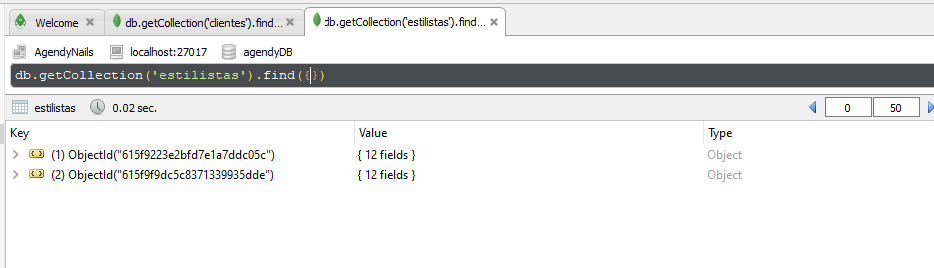 Welcome db.getCollection('clientes').find... db.getCollection('estilistas').find...
AgendyNails localhost:27017 agendyDB
db.getCollection('estilistas').find({})
estilistas 0.02 sec. 0 50
Key Value Type
(1) ObjectId("615f9223e2bfd7e1a7ddc05c") { 12 fields } Object
(2) ObjectId("615f9f9dc5c8371339935dde") { 12 fields } Object